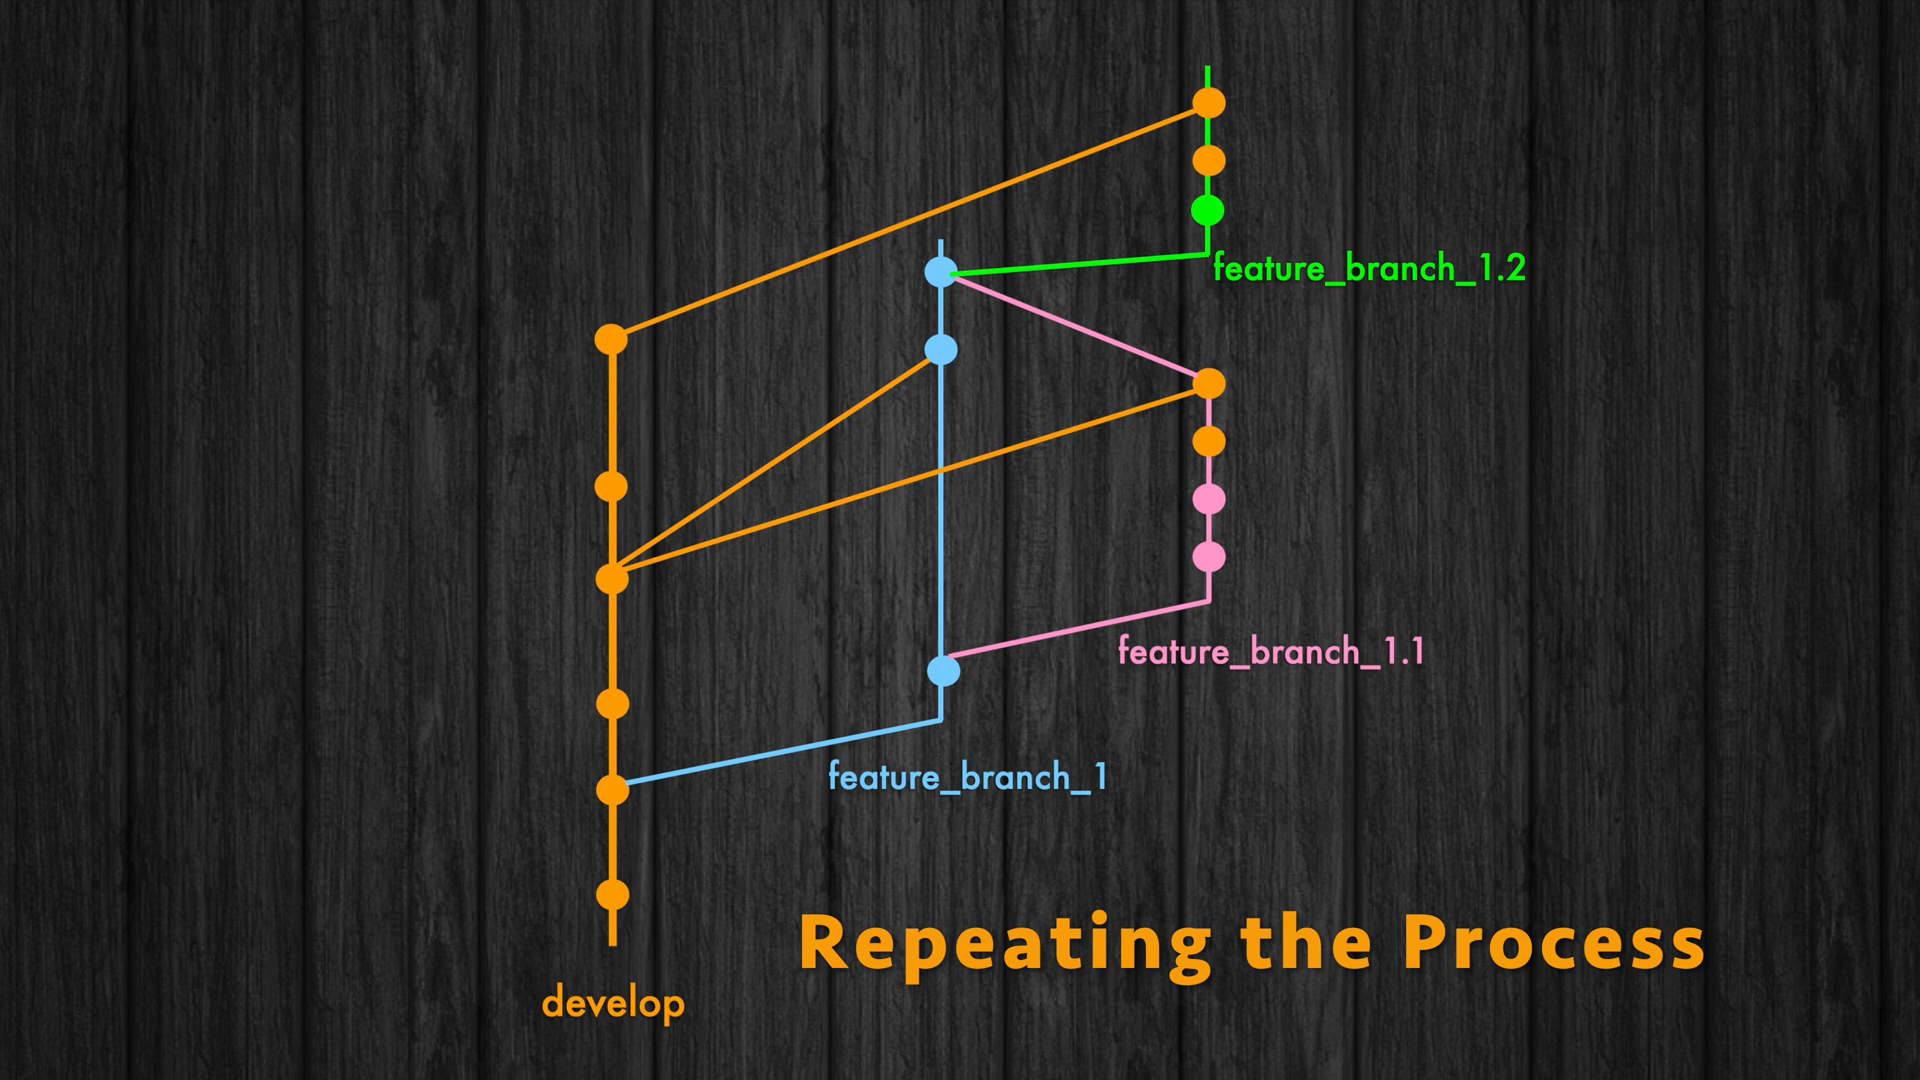 feature_branch_1.2
feature_branch_1.1
feature_branch_1
Repeating the Process
develop